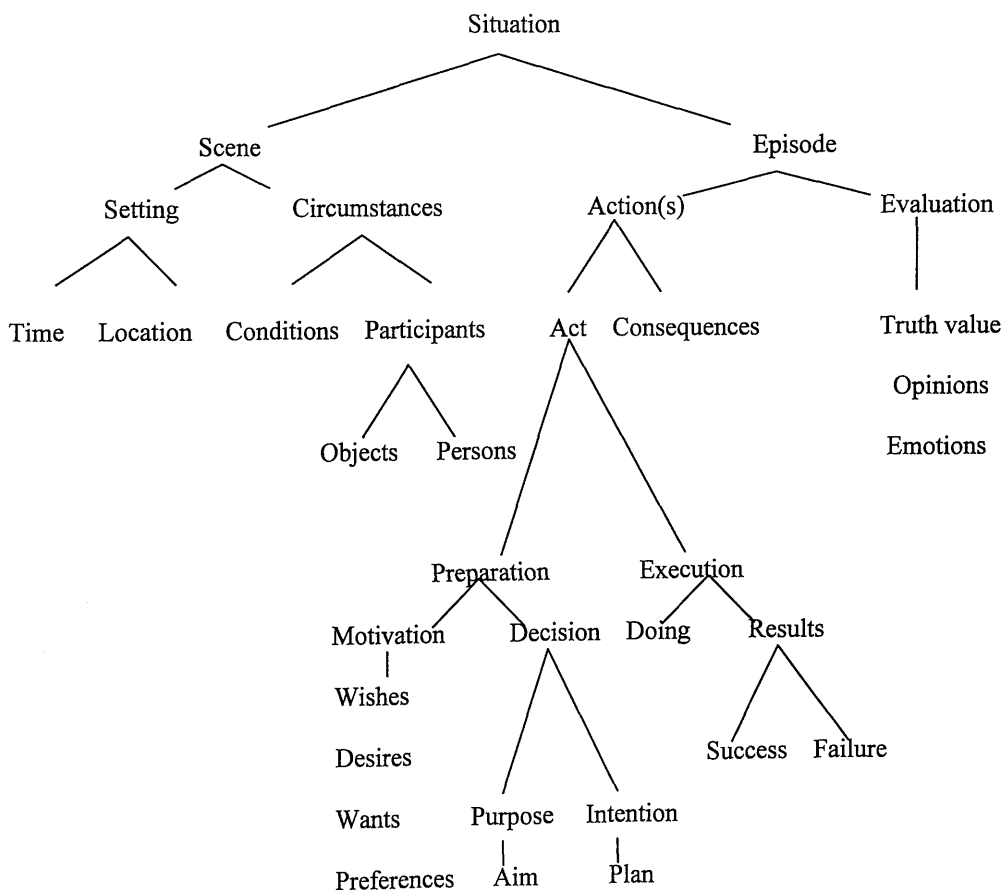 Situation
Scene Episode
Setting Circumstances Action(s) Evaluation
Time Location Conditions Participants Act Consequences Truth value
Opinions
Objects Persons Emotions
Preparation Execution
Motivation Decision Doing Results
Wishes
Desires Success Failure
Wants Purpose Intention
Preferences Aim Plan